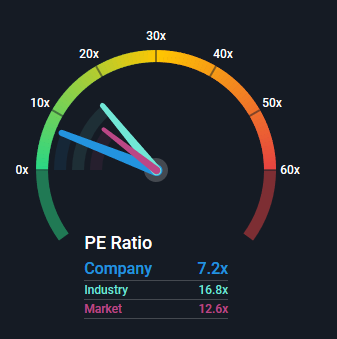 30x
20x
40x
10x
50x
0x
60x
PE Ratio
Company 7.2x
Industry 16.8x
Market 12.6x